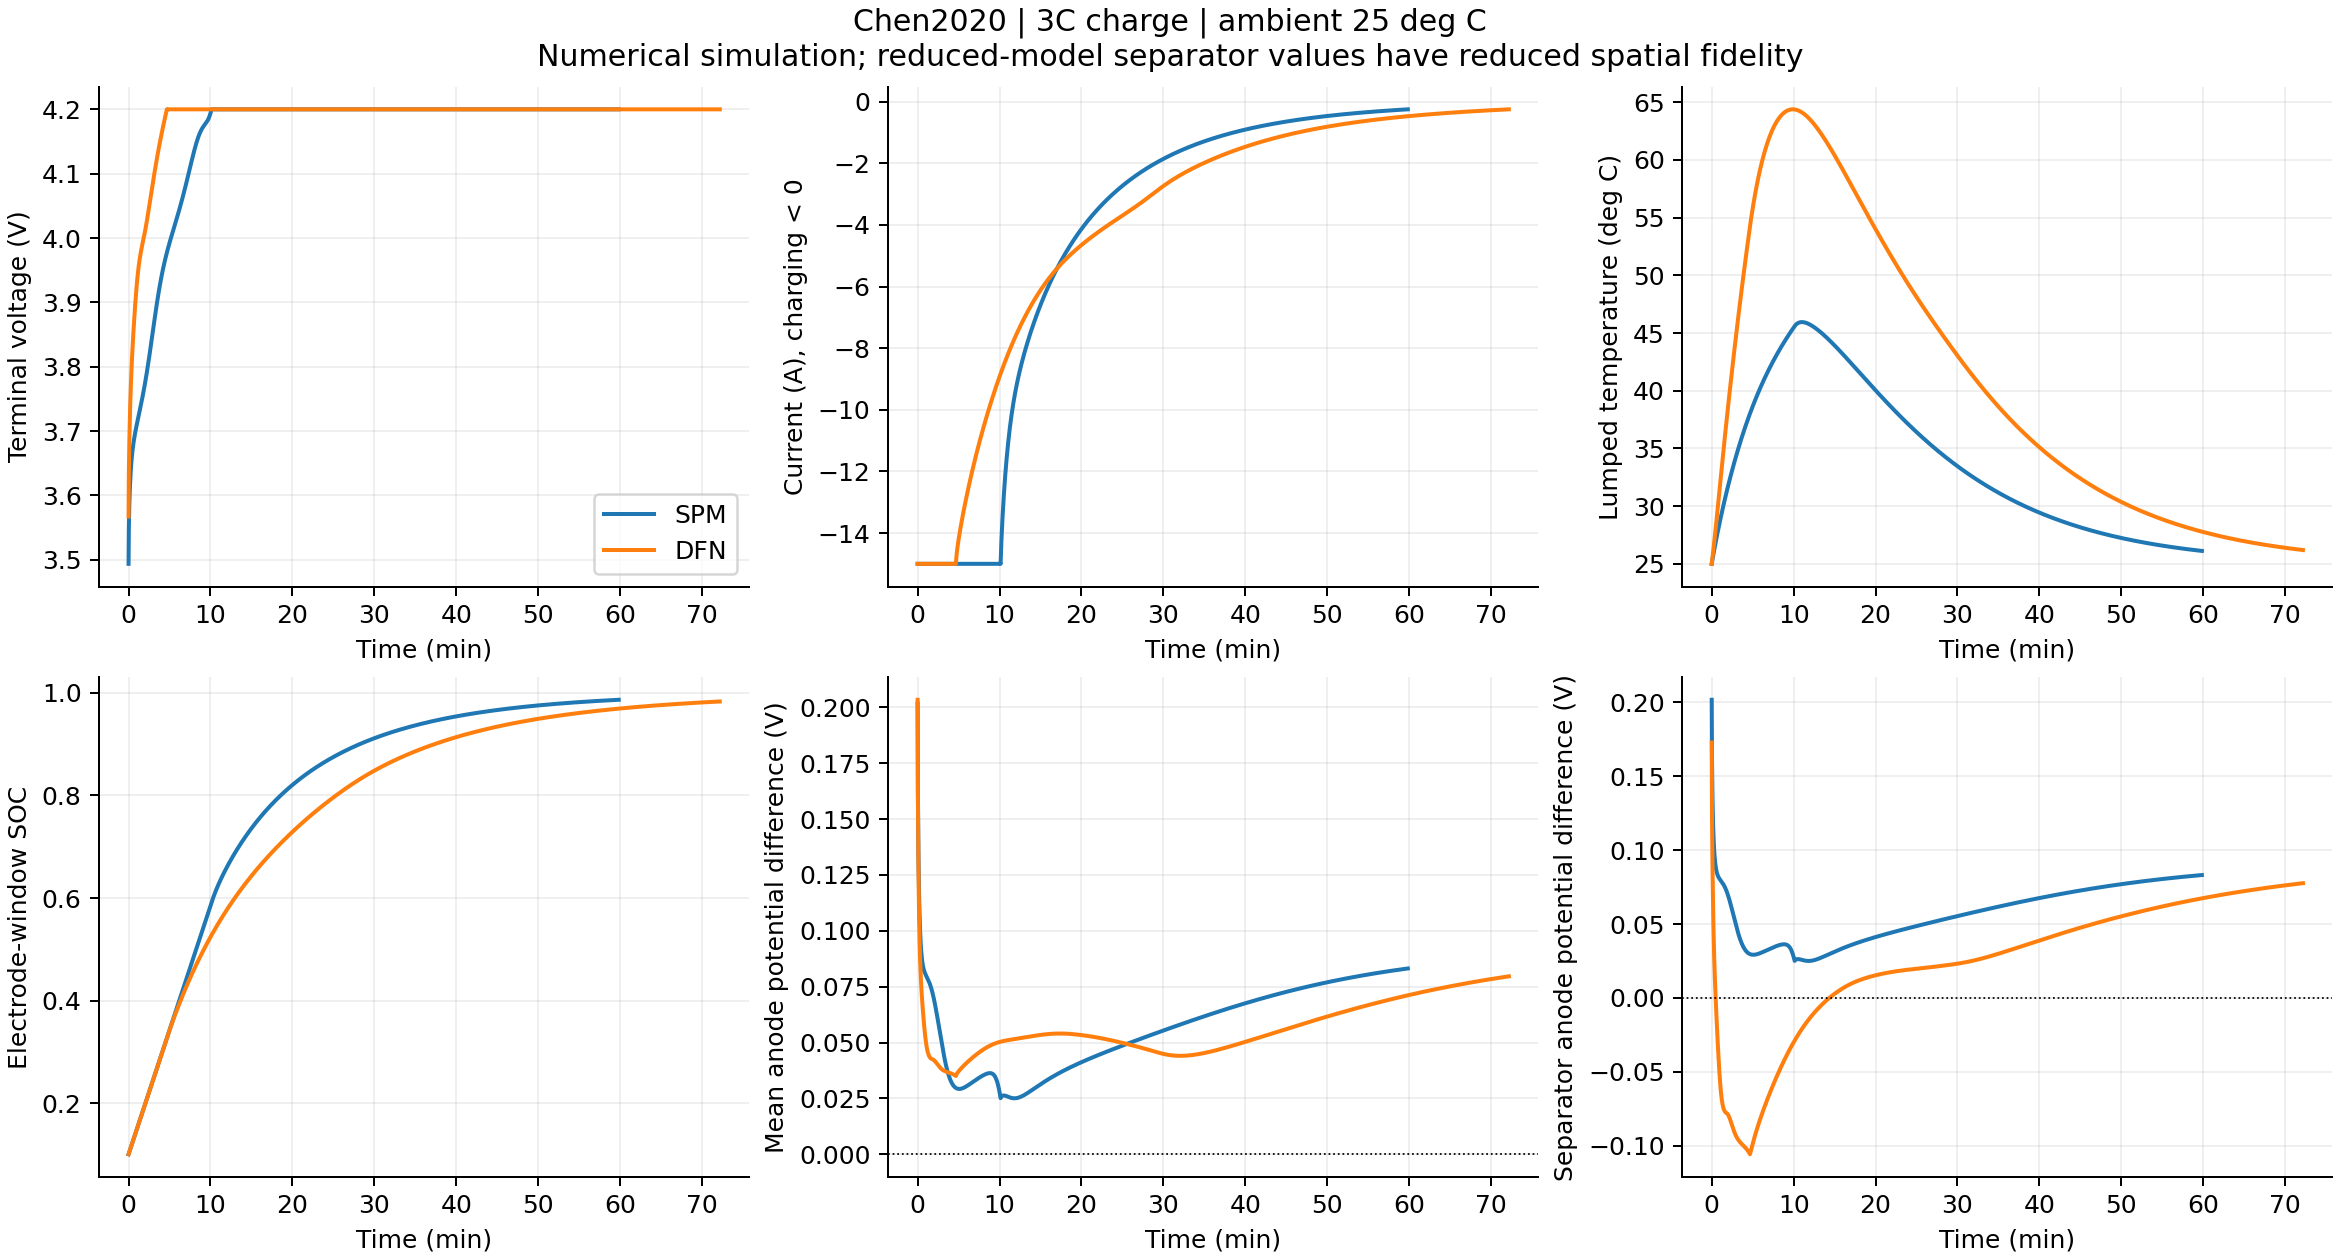 Chen2020 | 3C charge | ambient 25 deg C
Numerical simulation; reduced-model separator values have reduced spatial fidelity
Terminal voltage (V)
4.2
4.1
4.0
3.9
3.8
3.7
3.6
3.5
SPM
DFN
0 10 20 30 40 50 60 70
Time (min)
Current (A), charging < 0
0
−2
−4
−6
−8
−10
−12
−14
0 10 20 30 40 50 60 70
Time (min)
Lumped temperature (deg C)
65
60
55
50
45
40
35
30
25
0 10 20 30 40 50 60 70
Time (min)
Electrode-window SOC
1.0
0.8
0.6
0.4
0.2
0 10 20 30 40 50 60 70
Time (min)
Mean anode potential difference (V)
0.200
0.175
0.150
0.125
0.100
0.075
0.050
0.025
0.000
0 10 20 30 40 50 60 70
Time (min)
Separator anode potential difference (V)
0.20
0.15
0.10
0.05
0.00
−0.05
−0.10
0 10 20 30 40 50 60 70
Time (min)